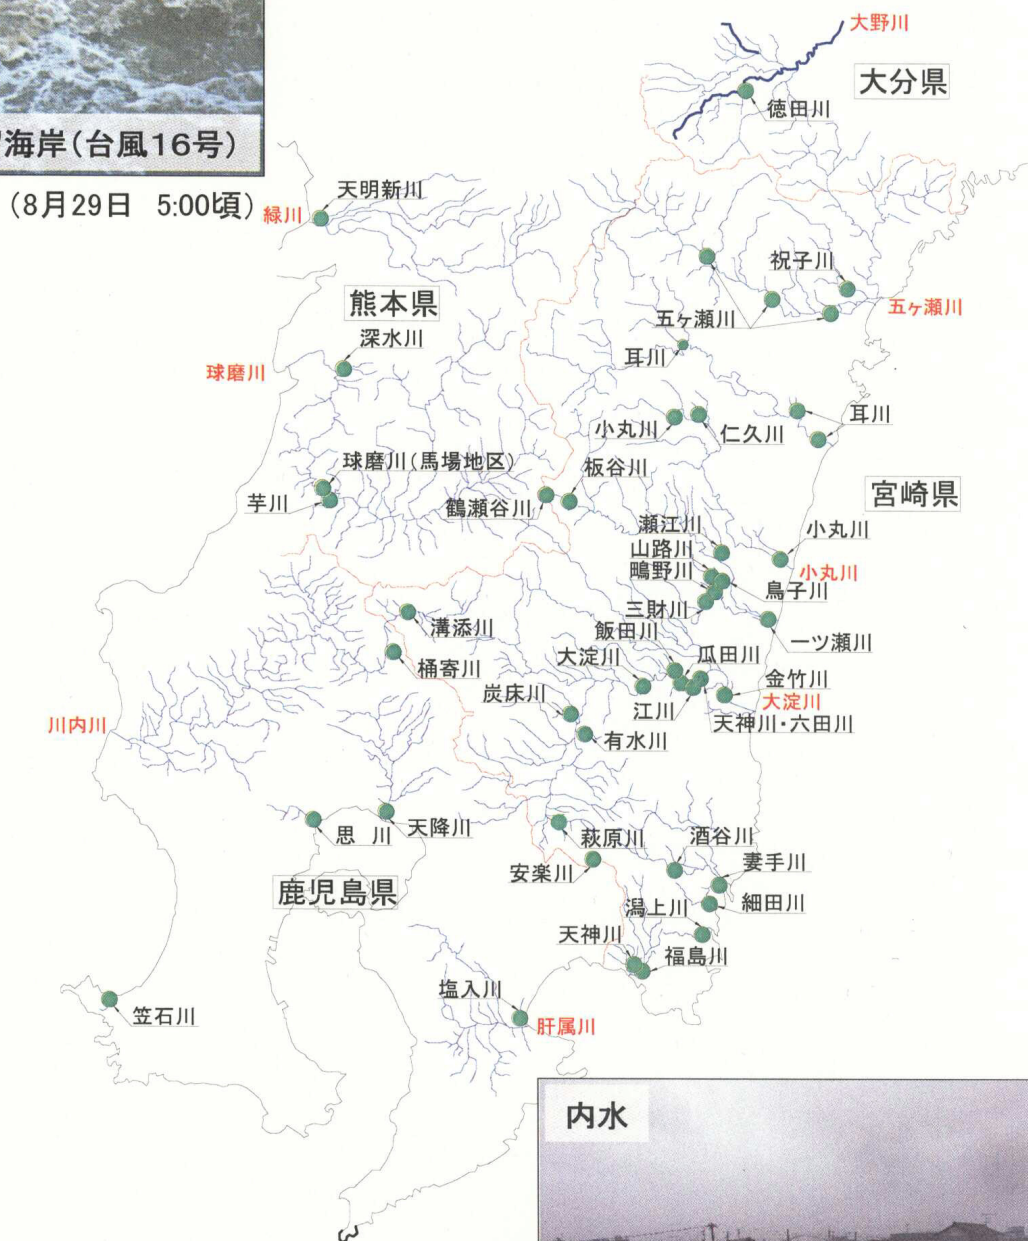 海岸(台風16号)
(8月29日 5:00頃)
大野川
大分県
徳田川
天明新川
緑川
祝子川
熊本県
五ヶ瀬川
五ヶ瀬川
深水川
耳川
球磨川
小丸川
仁久川
耳川
球磨川(馬場地区)
板谷川
芋川
鶴瀬谷川
宮崎県
瀬江川
小丸川
山路川
鴫野川
小丸川
鳥子川
三財川
溝添川
飯田川
一ツ瀬川
桶寄川
大淀川
瓜田川
炭床川
金竹川
江川
大淀川
川内川
天神川・六田川
有水川
思 川
天降川
萩原川
酒谷川
安楽川
妻手川
鹿児島県
潟上川
細田川
天神川
福島川
塩入川
笠石川
肝属川
内水